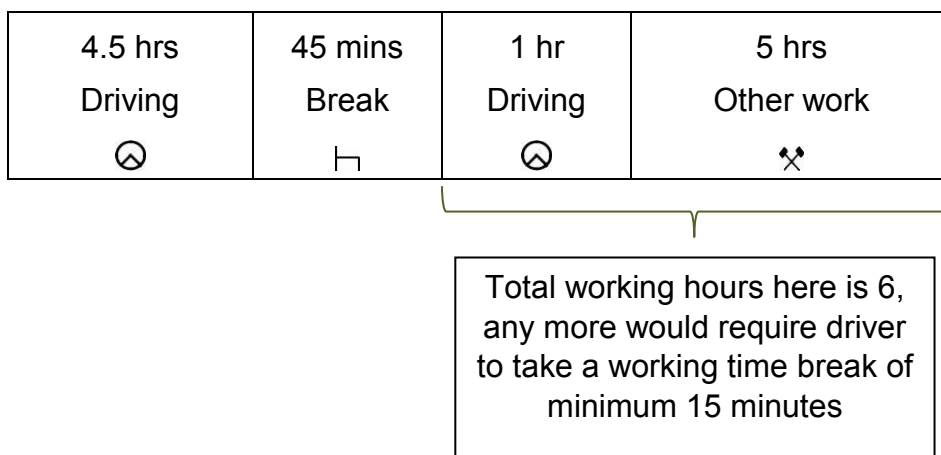 4.5 hrs
Driving
45 mins
Break
1 hr
Driving
5 hrs
Other work
Total working hours here is 6,
any more would require driver
to take a working time break of
minimum 15 minutes